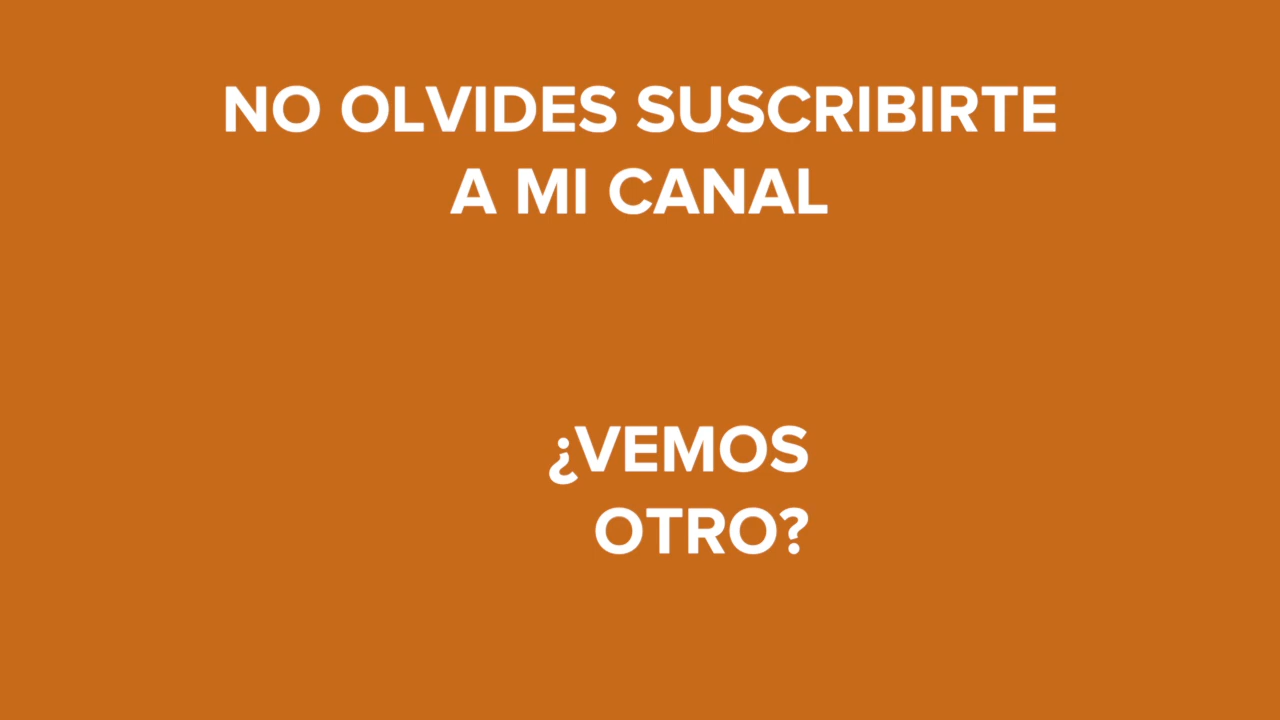 NO OLVIDES SUSCRIBIRTE
A MI CANAL
¿VEMOS
OTRO?